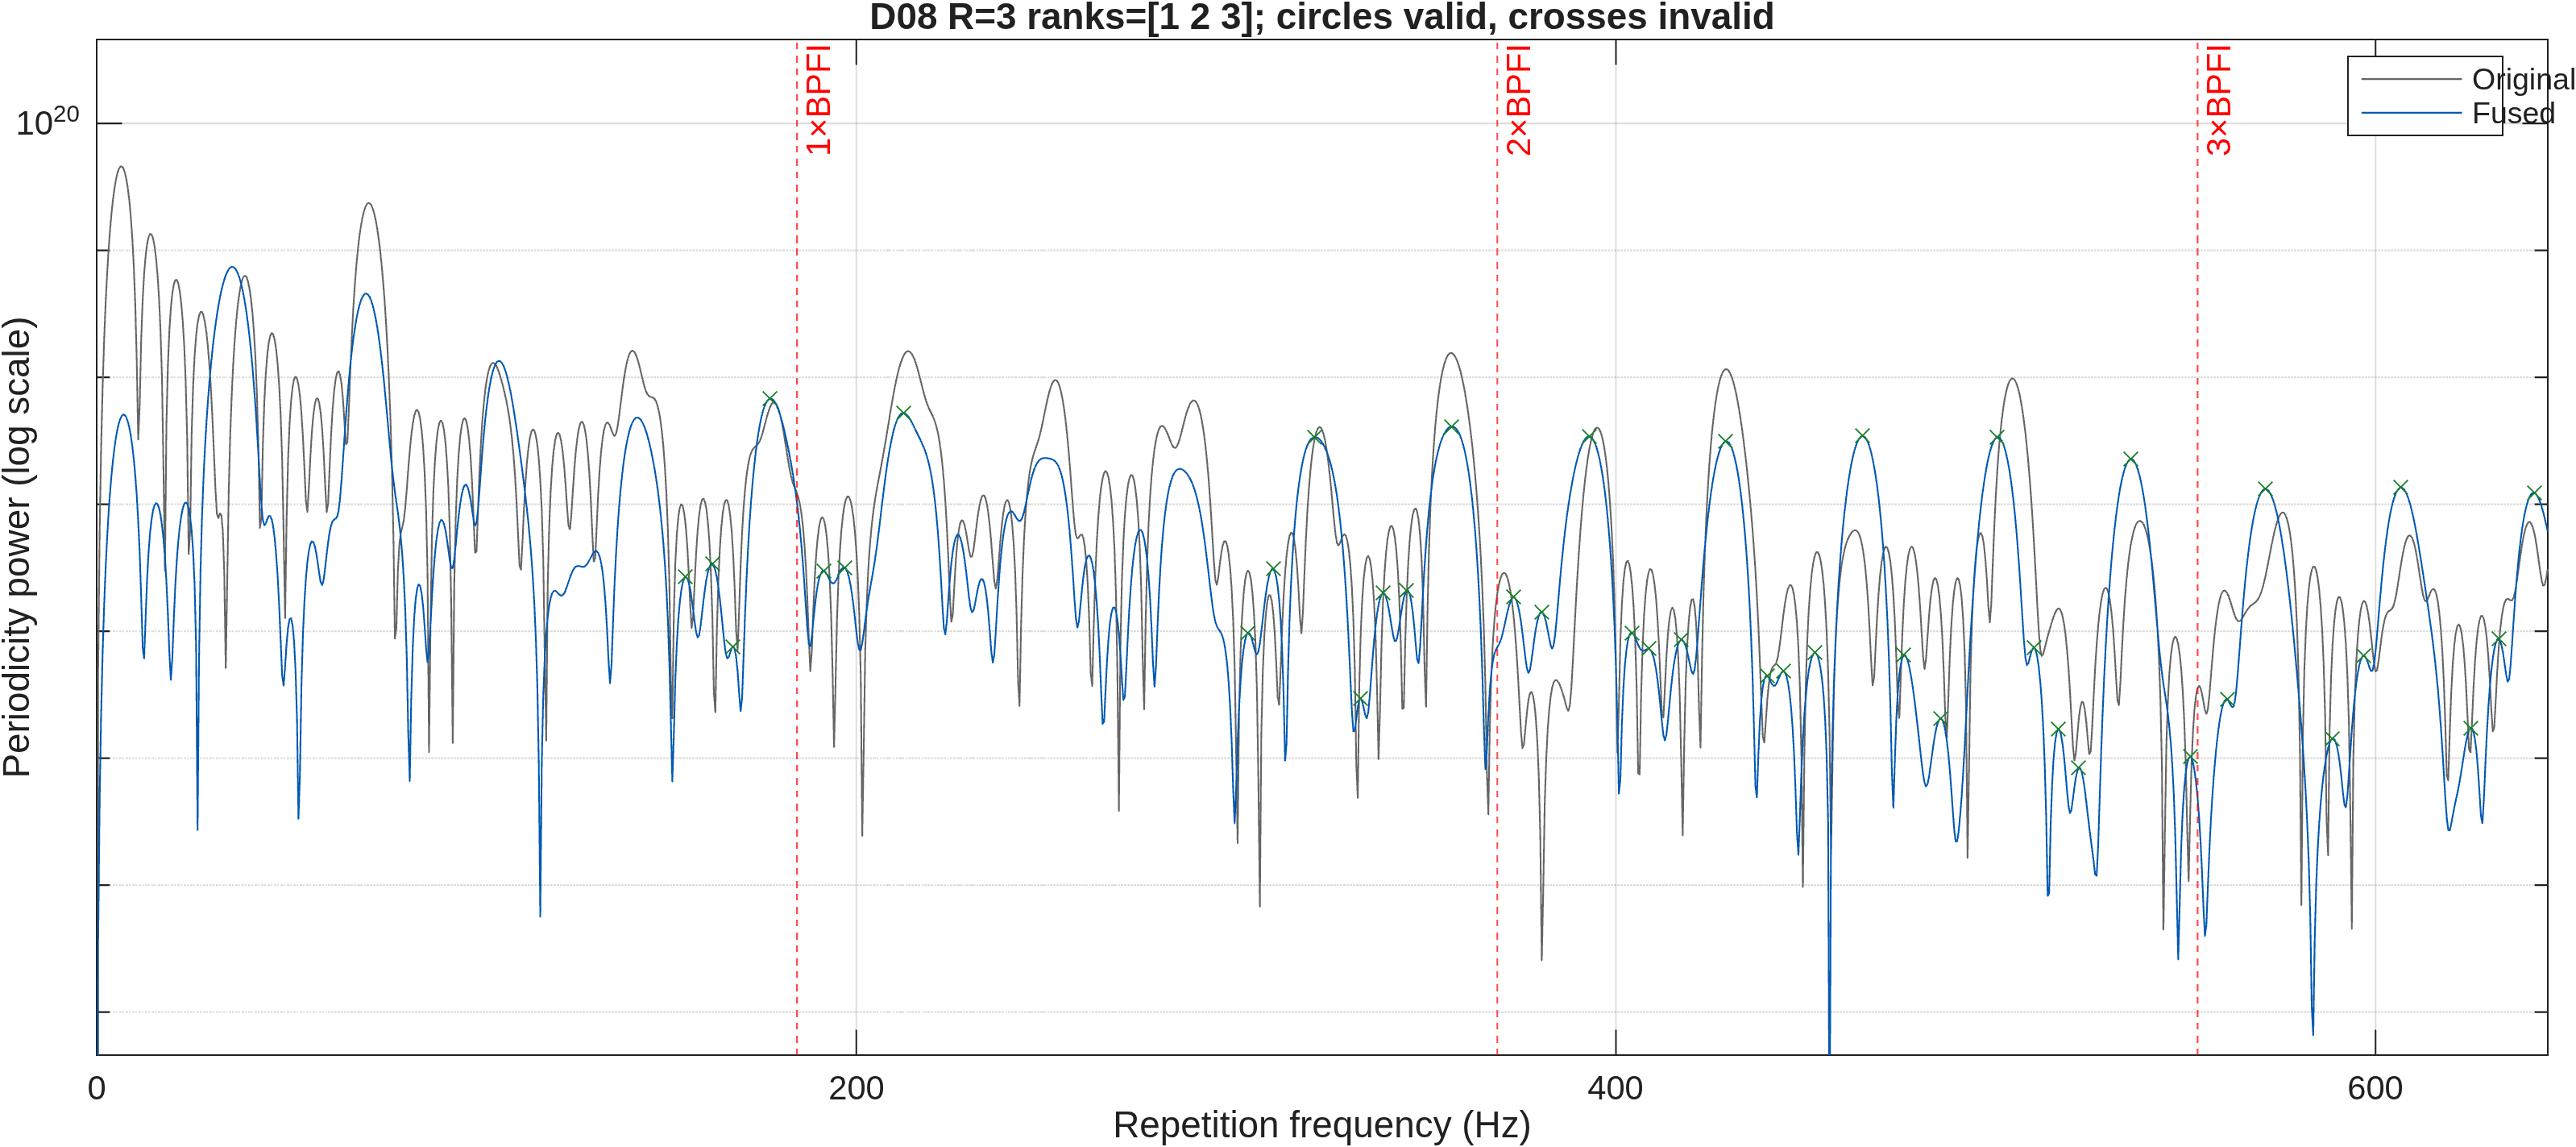 D08 R=3 ranks=[1 2 3]; circles valid, crosses invalid
1×BPFI
2×BPFI
3×BPFI
Original
Fused
10^20
Periodicity power (log scale)
0
200
400
600
Repetition frequency (Hz)